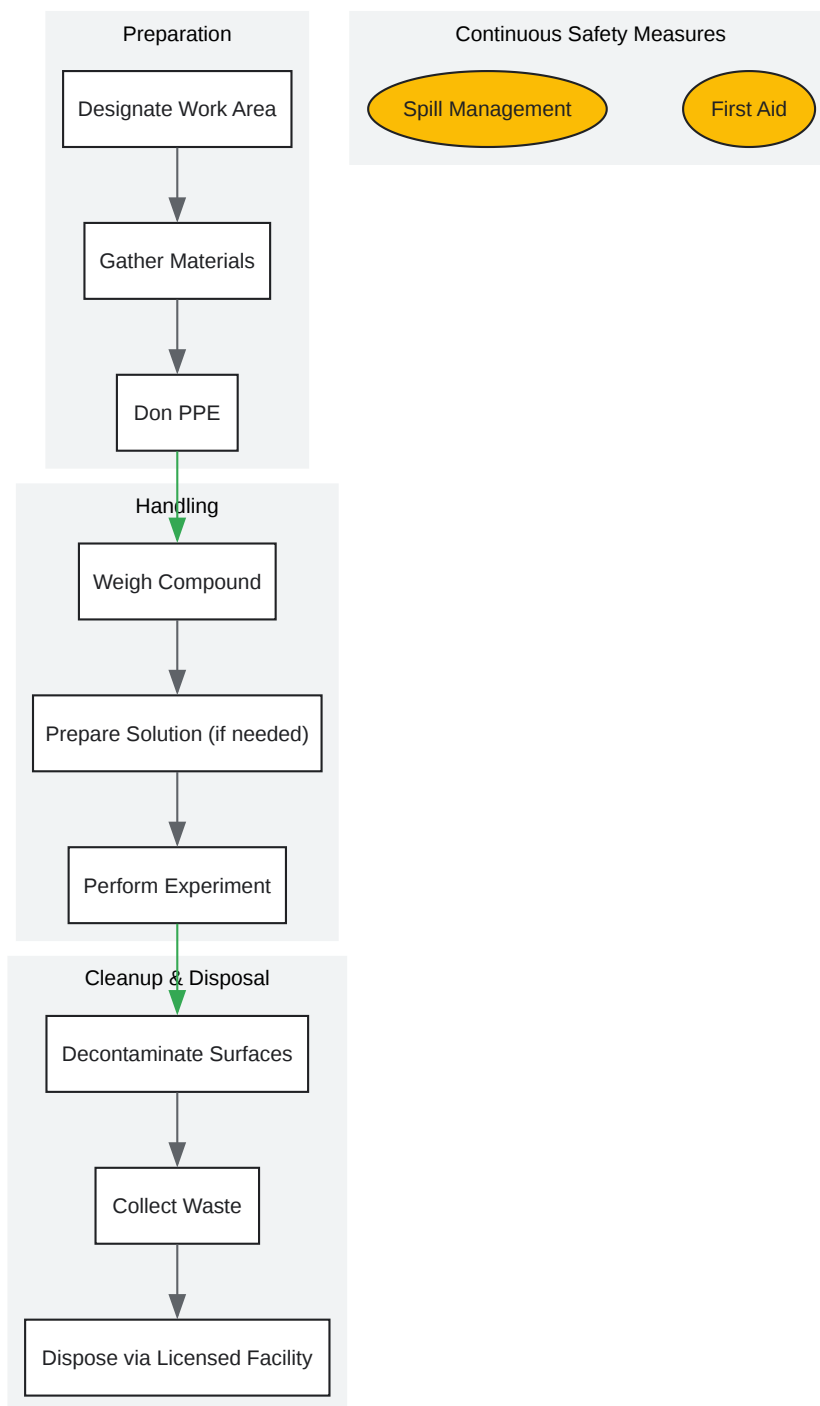 Preparation
Designate Work Area
Gather Materials
Don PPE
Handling
Weigh Compound
Prepare Solution (if needed)
Perform Experiment
Cleanup & Disposal
Decontaminate Surfaces
Collect Waste
Dispose via Licensed Facility
Continuous Safety Measures
Spill Management
First Aid